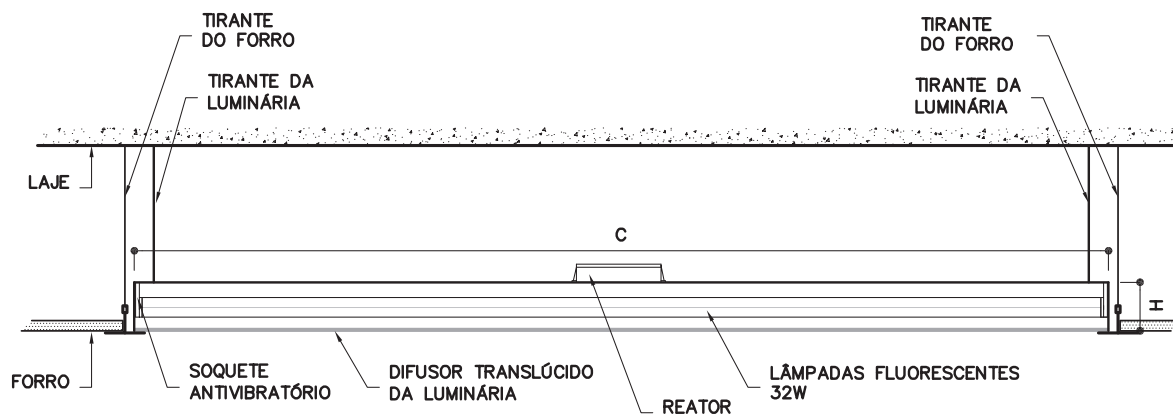 TIRANTE
DO FORRO
TIRANTE
DO FORRO
TIRANTE DA
LUMINÁRIA
TIRANTE DA
LUMINÁRIA
LAJE
C
H
FORRO
SOQUETE
ANTIVIBRATÓRIO
DIFUSOR TRANSLÚCIDO
DA LUMINÁRIA
REATOR
LÂMPADAS FLUORESCENTES
32W